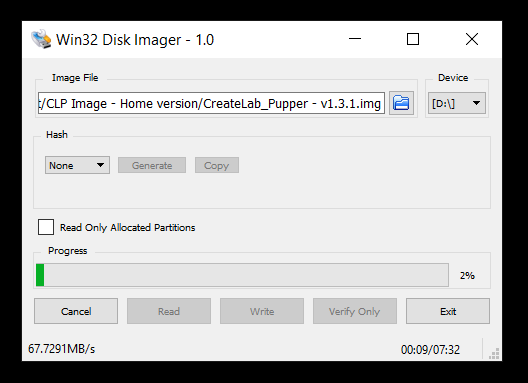 Win32 Disk Imager - 1.0
Image File
Device
t/CLP Image - Home version/CreateLab_Pupper - v1.3.1.img
[D:\]
Hash
None
Generate
Copy
Read Only Allocated Partitions
Progress
2%
Cancel
Read
Write
Verify Only
Exit
67.7291MB/s
00:09/07:32